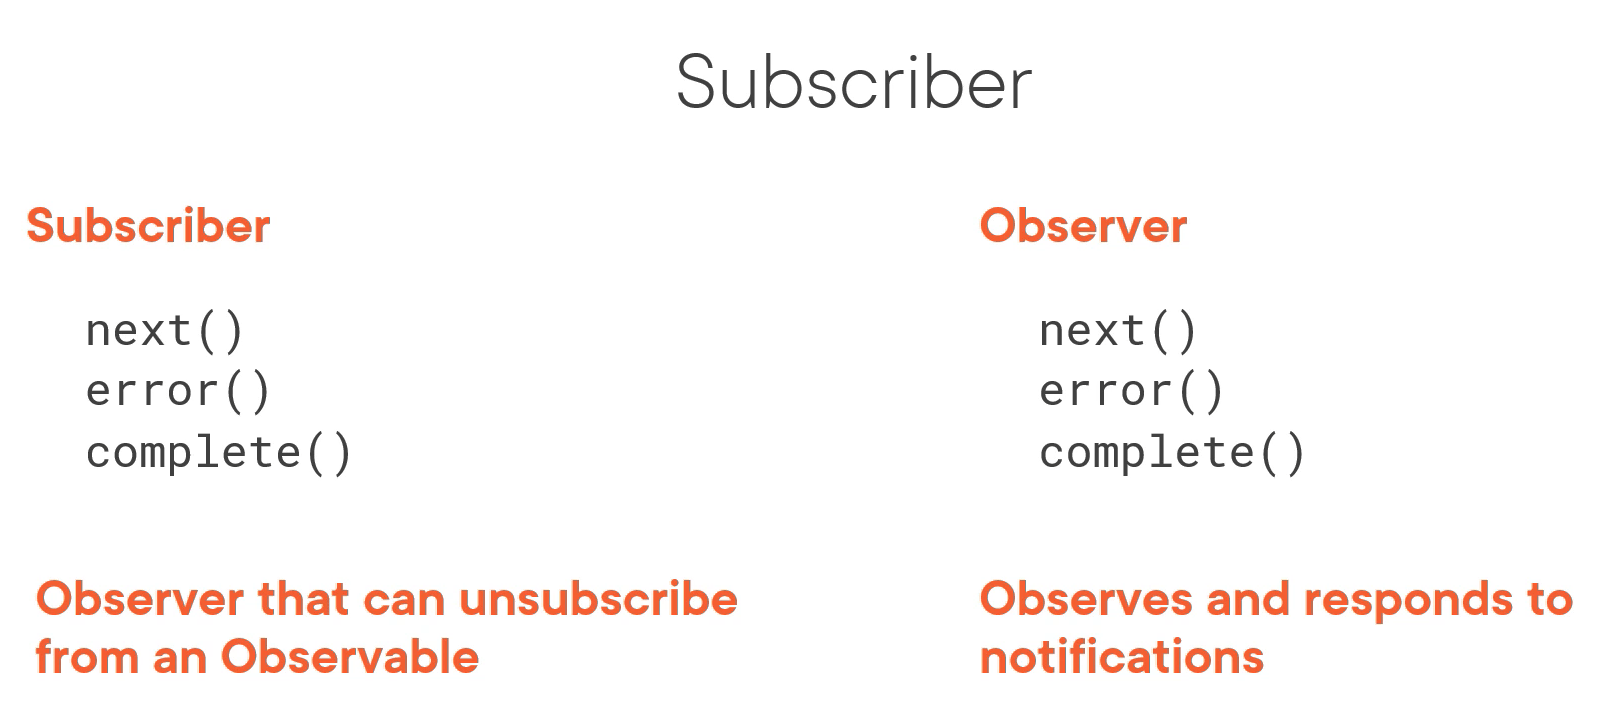 Subscriber
Subscriber
next()
error()
complete()
Observer that can unsubscribe
from an Observable
Observer
next()
error()
complete()
Observes and responds to
notifications